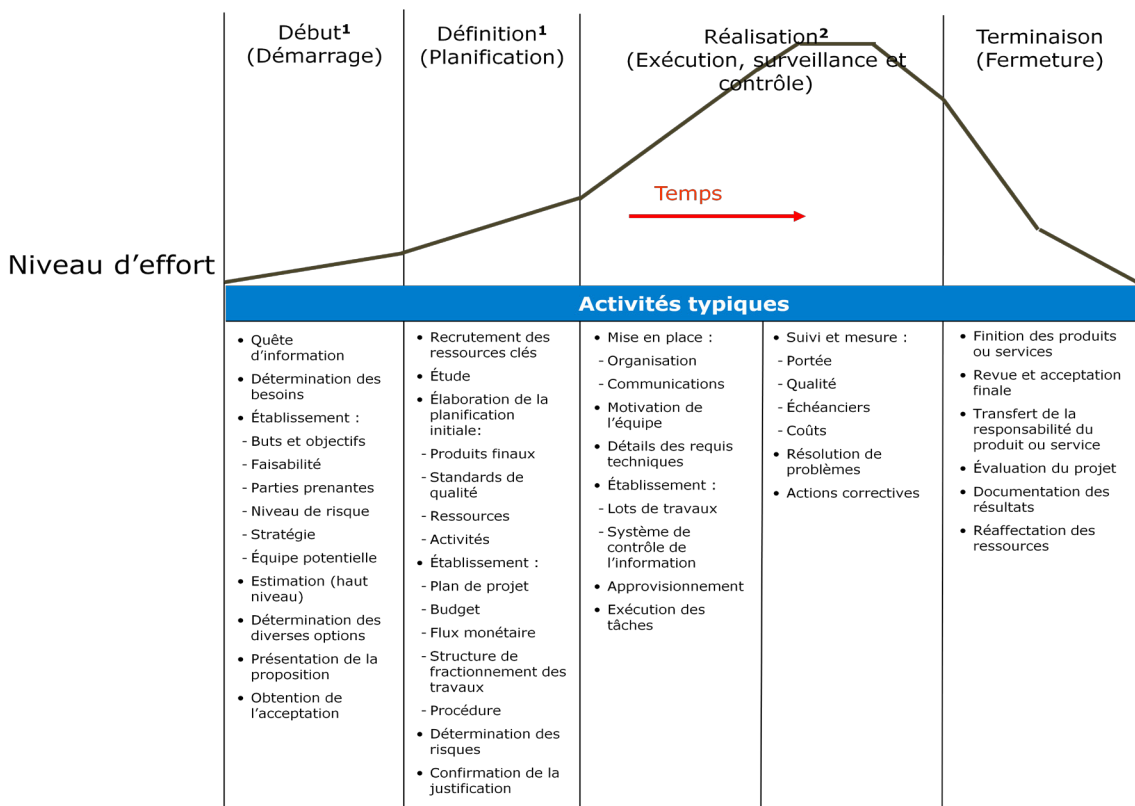 Début¹
(Démarrage)
Définition¹
(Planification)
Réalisation²
(Exécution, surveillance et
contrôle)
Terminaison
(Fermeture)
Temps
Niveau d’effort
Activités typiques
• Quête
d’information
• Détermination des
besoins
• Établissement :
- Buts et objectifs
- Faisabilité
- Parties prenantes
- Niveau de risque
- Stratégie
- Équipe potentielle
• Estimation (haut
niveau)
• Détermination des
diverses options
• Présentation de la
proposition
• Obtention de
l’acceptation
• Recrutement des
ressources clés
• Étude
• Élaboration de la
planification
initiale:
- Produits finaux
- Standards de
qualité
- Ressources
- Activités
• Établissement :
- Plan de projet
- Budget
- Flux monétaire
- Structure de
fractionnement des
travaux
- Procédure
• Détermination des
risques
• Confirmation de la
justification
• Mise en place :
- Organisation
- Communications
• Motivation de
l’équipe
• Détails des requis
techniques
• Établissement :
- Lots de travaux
- Système de
contrôle de
l’information
• Approvisionnement
• Exécution des
tâches
• Suivi et mesure :
- Portée
- Qualité
- Échéanciers
- Coûts
• Résolution de
problèmes
• Actions correctives
• Finition des produits
ou services
• Revue et acceptation
finale
• Transfert de la
responsabilité du
produit ou service
• Évaluation du projet
• Documentation des
résultats
• Réaffectation des
ressources